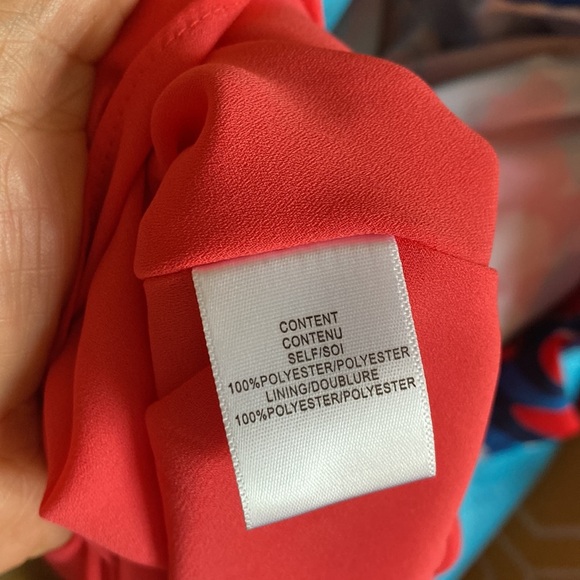 CONTENT
CONTENU
SELF/SOI
100%POLYESTER/POLYESTER
LINING/DOUBLURE
100%POLYESTER/POLYESTER